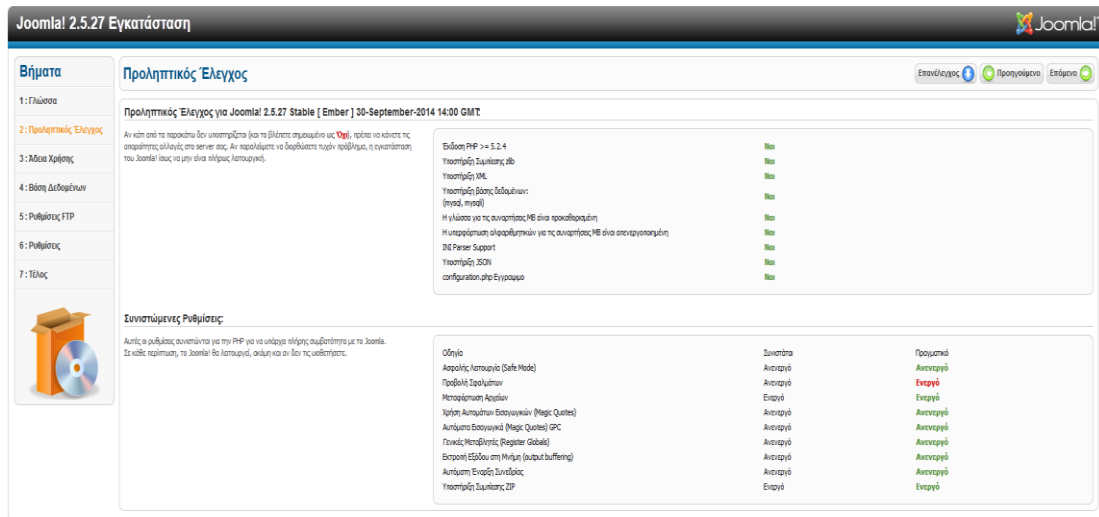 Joomla! 2.5.27 Εγκατάσταση
Joomla!
Βήματα
1 : Γλώσσα
2 : Προληπτικός Έλεγχος
3 : Άδεια Χρήσης
4 : Βάση Δεδομένων
5 : Ρυθμίσεις FTP
6 : Ρυθμίσεις
7 : Τέλος
Προληπτικός Έλεγχος
Επανέλεγχος Προηγούμενο Επόμενο
Προληπτικός Έλεγχος για Joomla! 2.5.27 Stable [ Ember ] 30-September-2014 14:00 GMT:
Αν κάτι από τα παρακάτω δεν υποστηρίζεται (και το βλέπετε σημειωμένο ως Όχι), πρέπει να κάνετε τις
απαραίτητες αλλαγές στο server σας. Αν παραλείψετε να διορθώσετε τυχόν πρόβλημα, η εγκατάσταση
του Joomla! ίσως να μην είναι πλήρως λειτουργική.
Έκδοση PHP >= 5.2.4 Ναι
Υποστήριξη Συμπίεσης zlib Ναι
Υποστήριξη XML Ναι
Υποστήριξη βάσης δεδομένων: Ναι
(mysql, mysqli)
Η γλώσσα για τις συναρτήσεις MB είναι προκαθορισμένη Ναι
Η υπερφόρτωση αλφαριθμητικών για τις συναρτήσεις MB είναι απενεργοποιημένη Ναι
INI Parser Support Ναι
Υποστήριξη JSON Ναι
configuration.php Εγγράψιμο Ναι
Συνιστώμενες Ρυθμίσεις:
Αυτές οι ρυθμίσεις συνιστώνται για την PHP για να υπάρχει πλήρης συμβατότητα με το Joomla.
Σε κάθε περίπτωση, το Joomla! θα λειτουργεί, ακόμη και αν δεν τις υιοθετήσετε.
Οδηγία Συνιστάται Πραγματικό
Ασφαλής Λειτουργία (Safe Mode) Ανενεργό Ανενεργό
Προβολή Σφαλμάτων Ανενεργό Ενεργό
Μεταφόρτωση Αρχείων Ενεργό Ενεργό
Χρήση Αυτομάτων Εισαγωγικών (Magic Quotes) Ανενεργό Ανενεργό
Αυτόματα Εισαγωγικά (Magic Quotes) GPC Ανενεργό Ανενεργό
Γενικές Μεταβλητές (Register Globals) Ανενεργό Ανενεργό
Εκτροπή Εξόδου στη Μνήμη (output buffering) Ανενεργό Ανενεργό
Αυτόματη Έναρξη Συνεδρίας Ανενεργό Ανενεργό
Υποστήριξη Συμπίεσης ZIP Ενεργό Ενεργό